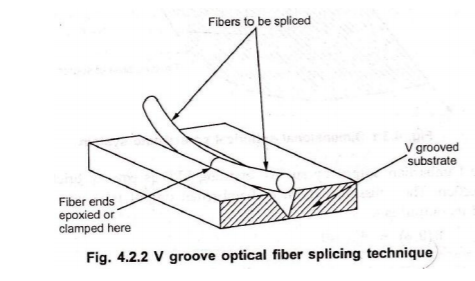 Fibers to be spliced
V grooved
substrate
Fiber ends
epoxied or
clamped here
Fig. 4.2.2 V groove optical fiber splicing technique